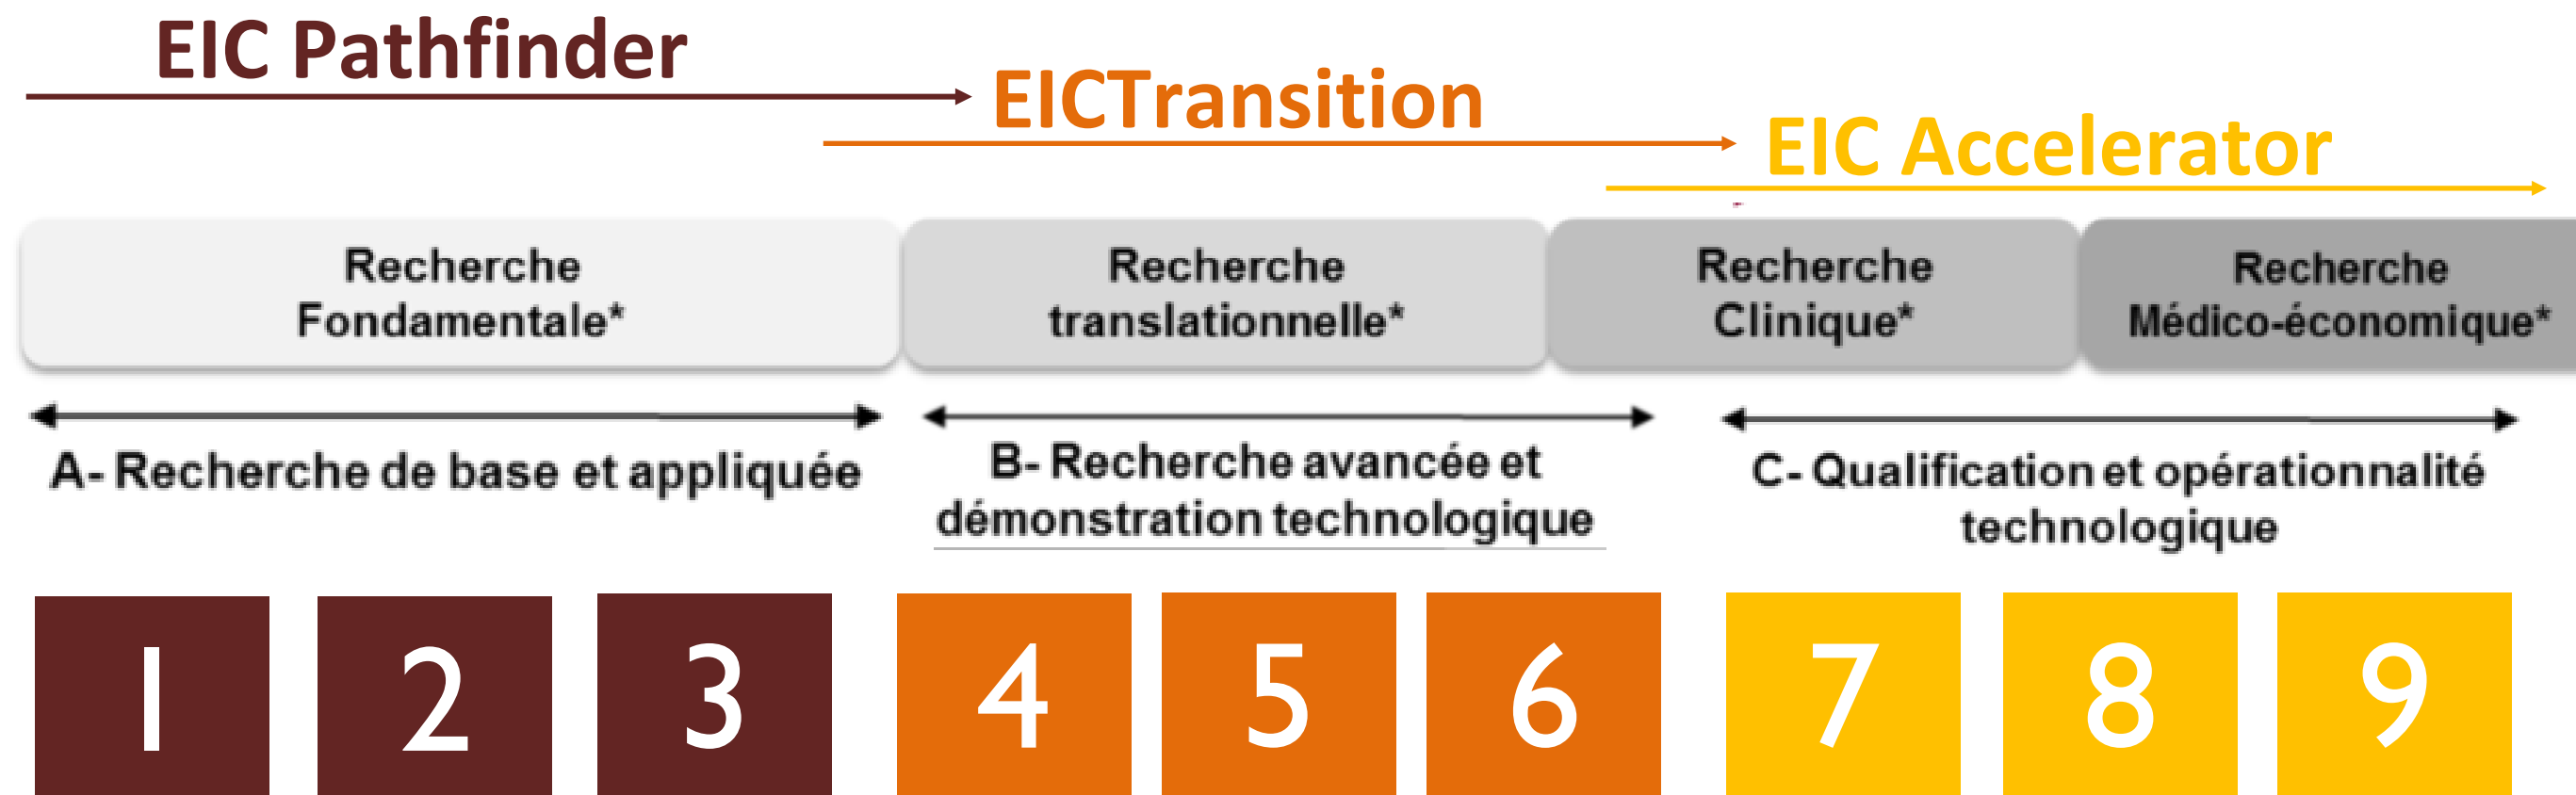 EIC Pathfinder
EICTransition
EIC Accelerator
Recherche
Fondamentale*
Recherche
translationnelle*
Recherche
Clinique*
Recherche
Médico-économique*
A- Recherche de base et appliquée
B- Recherche avancée et
démonstration technologique
C- Qualification et opérationnalité
technologique
1 2 3 4 5 6 7 8 9